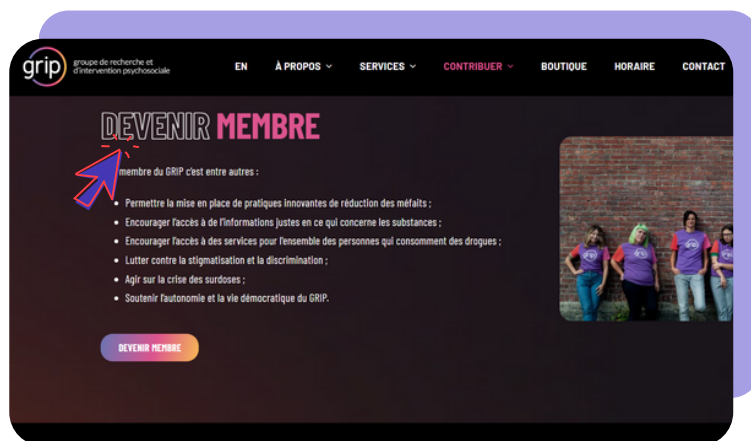 grip
groupe de recherche et
d'intervention psychosociale
EN À PROPOS SERVICES CONTRIBUER BOUTIQUE HORAIRE CONTACT
DEVENIR MEMBRE
membre du GRIP c'est entre autres :
• Permettre la mise en place de pratiques innovantes de réduction des méfaits ;
• Encourager l'accès à de l'informations justes en ce qui concerne les substances ;
• Encourager l'accès à des services pour l'ensemble des personnes qui consomment des drogues ;
• Lutter contre la stigmatisation et la discrimination ;
• Agir sur la crise des surdoses ;
• Soutenir l'autonomie et la vie démocratique du GRIP.
DEVENIR MEMBRE
grip
grip
grip